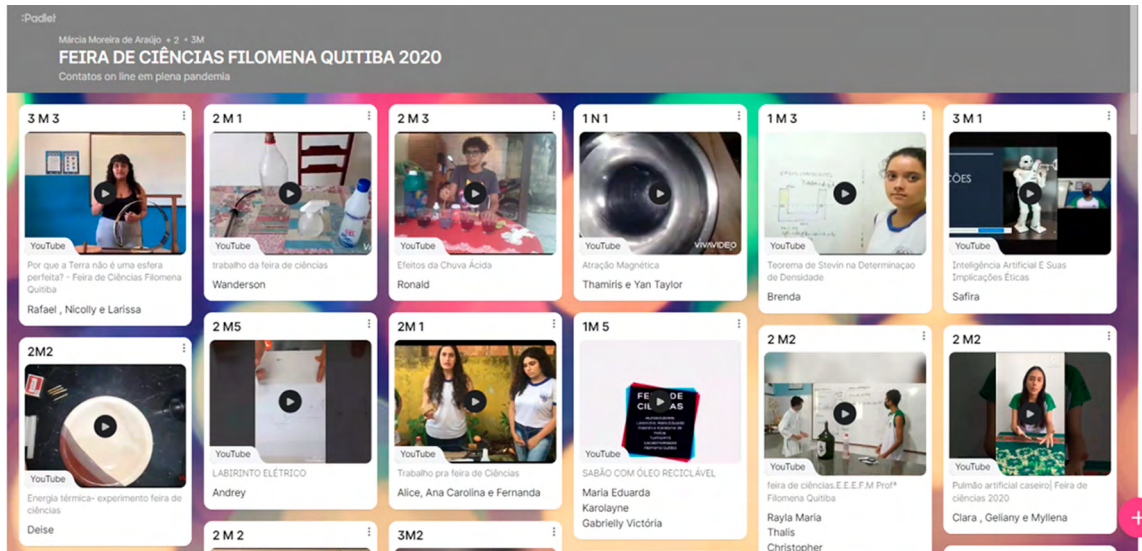 :Padlet
Márcia Moreira de Araújo + 2 • 3M
FEIRA DE CIÊNCIAS FILOMENA QUITIBA 2020
Contatos on line em plena pandemia
3 M 3
YouTube
Por que a Terra não é uma esfera
perfeita? - Feira de Ciências Filomena
Quitiba
Rafael , Nicolly e Larissa
2M2
YouTube
Energia térmica- experimento feira de
ciências
Deise
2 M 1
YouTube
trabalho da feira de ciências
Wanderson
2 M5
YouTube
LABIRINTO ELÉTRICO
Andrey
2 M 2
2 M 3
YouTube
Efeitos da Chuva Ácida
Ronald
2M 1
YouTube
Trabalho pra feira de Ciências
Alice, Ana Carolina e Fernanda
3M2
1 N 1
VIVAVIDEO
YouTube
Atração Magnética
Thamiris e Yan Taylor
1M 5
FEIRA DE
CIÊNCIAS
YouTube
SABÃO COM ÓLEO RECICLÁVEL
Maria Eduarda
Karolayne
Gabrielly Victória
1 M 3
YouTube
Teorema de Stevin na Determinaçao
de Densidade
Brenda
2 M2
YouTube
feira de ciências.E.E.E.F.M Profª
Filomena Quitiba
Rayla Maria
Thalis
Christopher
3 M 1
ÇÕES
YouTube
Inteligência Artificial E Suas
Implicações Éticas
Safira
2 M2
YouTube
Pulmão artificial caseiro| Feira de
ciências 2020
Clara , Geliany e Myllena